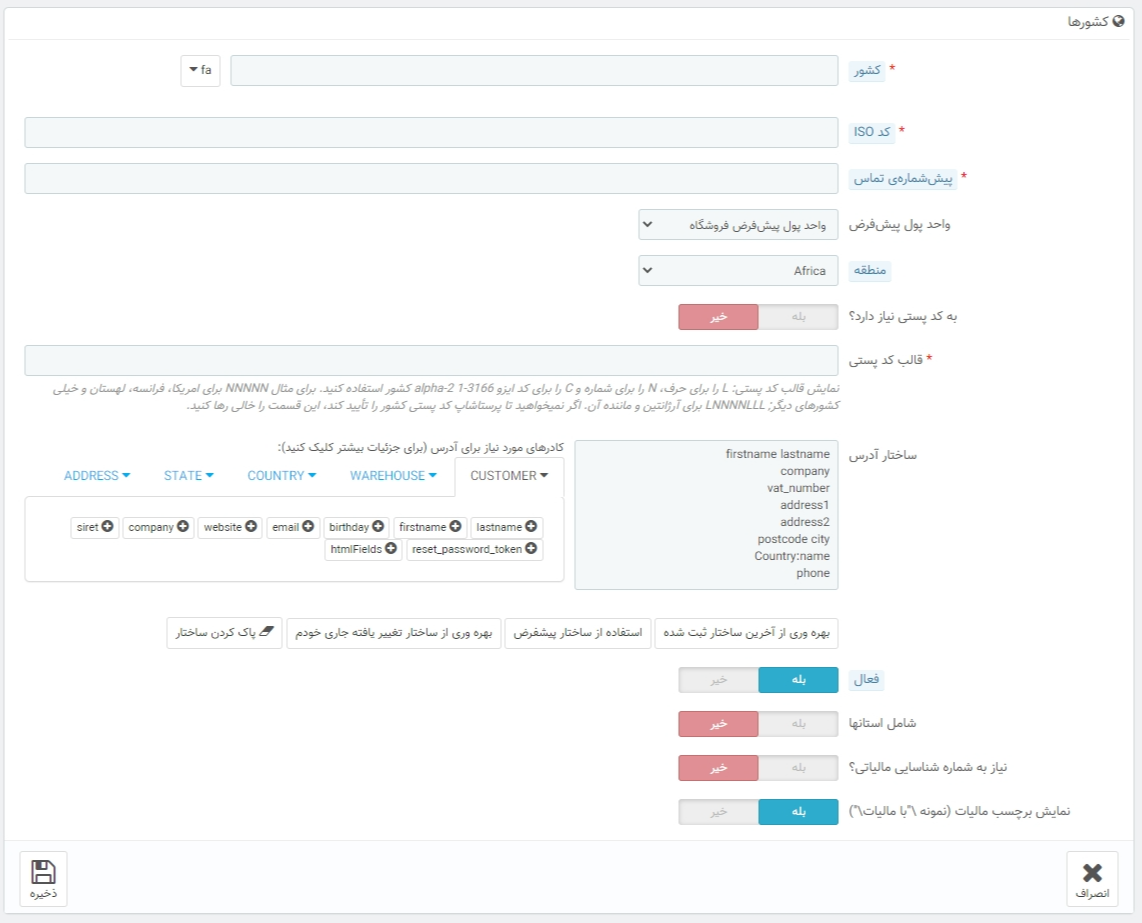 کشورها
* کشور
fa
* کد ISO
* پیش‌شماره‌ی تماس
واحد پول پیش‌فرض
واحد پول پیش‌فرض فروشگاه
منطقه
Africa
به کد پستی نیاز دارد؟
بله
خیر
* قالب کد پستی
نمایش قالب کد پستی: L را برای حرف، N را برای شماره و C را برای کد ایزو 3166-1 alpha-2 کشور استفاده کنید. برای مثال NNNNN برای امریکا، فرانسه، لهستان و خیلی
کشورهای دیگر; LNNNNLLL برای آرژانتین و ماننده آن. اگر نمیخواهید تا پرستاشاپ کد پستی کشور را تأیید کند، این قسمت را خالی رها کنید.
ساختار آدرس
firstname lastname
company
vat_number
address1
address2
postcode city
Country:name
phone
کادرهای مورد نیاز برای آدرس (برای جزئیات بیشتر کلیک کنید):
CUSTOMER
WAREHOUSE
COUNTRY
STATE
ADDRESS
lastname
firstname
birthday
email
website
company
siret
reset_password_token
htmlFields
بهره وری از آخرین ساختار ثبت شده
استفاده از ساختار پیشفرض
بهره وری از ساختار تغییر یافته جاری خودم
پاک کردن ساختار
فعال
بله
خیر
شامل استانها
بله
خیر
نیاز به شماره شناسایی مالیاتی؟
بله
خیر
نمایش برچسب مالیات (نمونه \"با مالیات\")
بله
خیر
انصراف
ذخیره